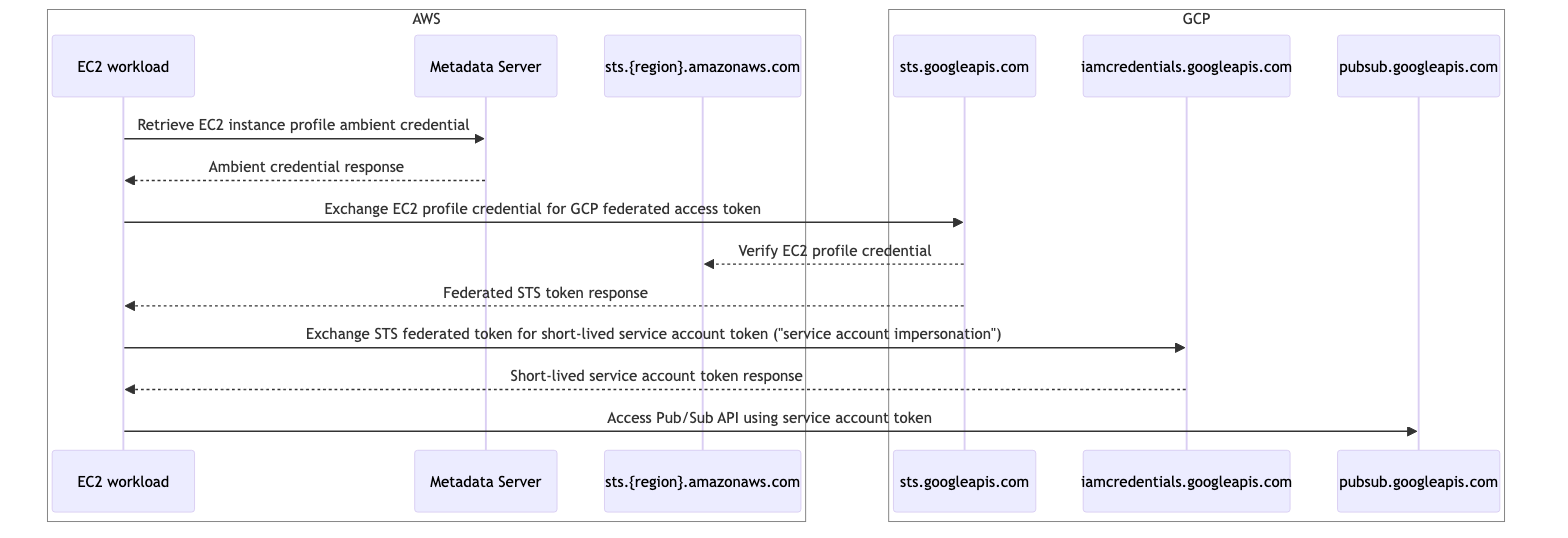 AWS
GCP
EC2 workload
Metadata Server
sts.{region}.amazonaws.com
sts.googleapis.com
iamcredentials.googleapis.com
pubsub.googleapis.com
Retrieve EC2 instance profile ambient credential
Ambient credential response
Exchange EC2 profile credential for GCP federated access token
Verify EC2 profile credential
Federated STS token response
Exchange STS federated token for short-lived service account token ("service account impersonation")
Short-lived service account token response
Access Pub/Sub API using service account token
EC2 workload
Metadata Server
sts.{region}.amazonaws.com
sts.googleapis.com
iamcredentials.googleapis.com
pubsub.googleapis.com